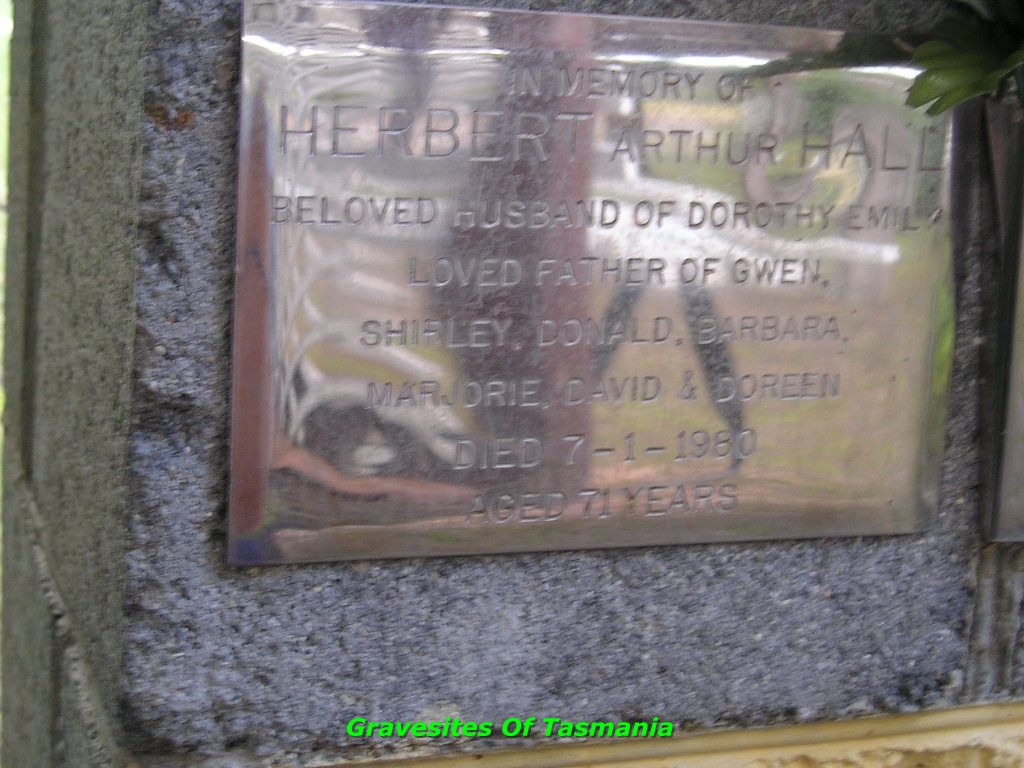 IN MEMORY OF
HERBERT ARTHUR HALL
BELOVED HUSBAND OF DOROTHY EMILY
LOVED FATHER OF GWEN,
SHIRLEY, DONALD, BARBARA,
MARJORIE, DAVID & DOREEN
DIED 7-1-1980
AGED 71 YEARS
Gravesites Of Tasmania